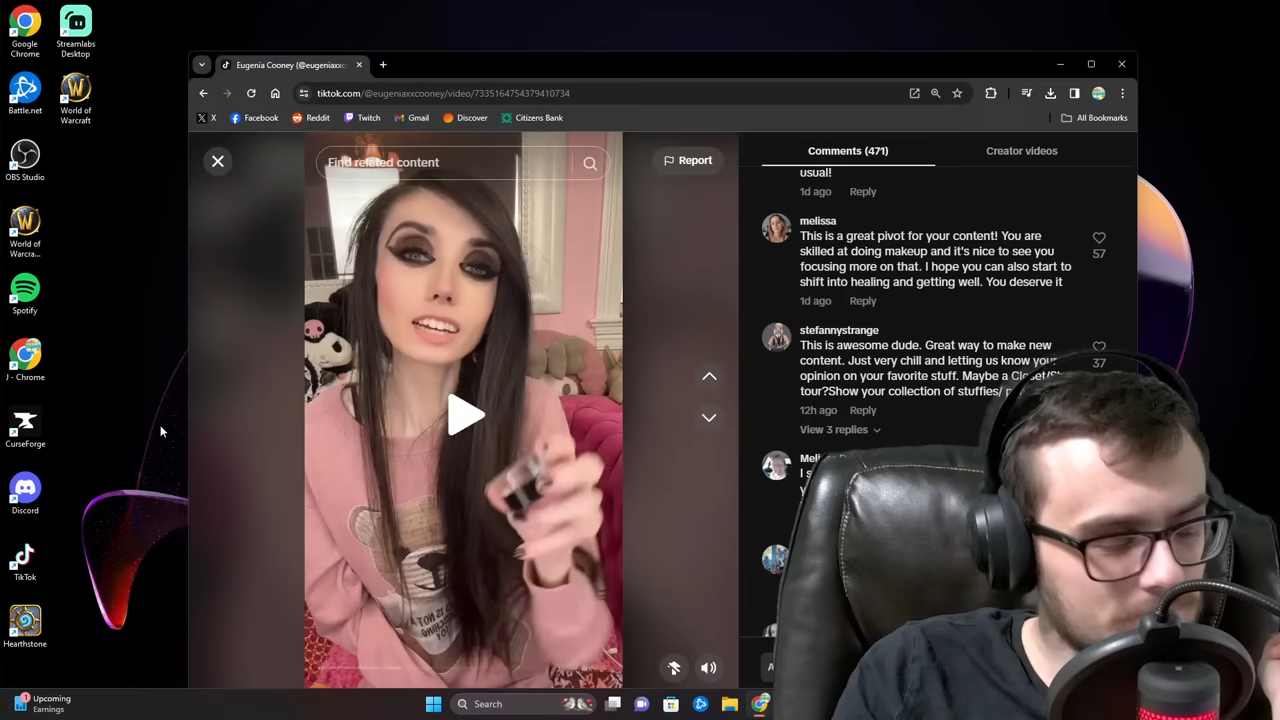 Google
Chrome
Streamlabs
Desktop
Battle.net
World of
Warcraft
OBS Studio
World of
Warcra...
Spotify
J - Chrome
CurseForge
Discord
TikTok
Hearthstone
Eugenia Cooney (@eugeniaxxc
tiktok.com/@eugeniaxxcooney/video/7335164754379410734
X
Facebook
Reddit
Twitch
Gmail
Discover
Citizens Bank
All Bookmarks
Find related content
Report
Comments (471)
Creator videos
usual!
1d ago
Reply
melissa
This is a great pivot for your content! You are
skilled at doing makeup and it's nice to see you
focusing more on that. I hope you can also start to
shift into healing and getting well. You deserve it
57
1d ago
Reply
stefannystrange
This is awesome dude. Great way to make new
content. Just very chill and letting us know your
opinion on your favorite stuff. Maybe a Closet/
tour?Show your collection of stuffies/
37
12h ago
Reply
View 3 replies
I s
Upcoming
Earnings
1
Search